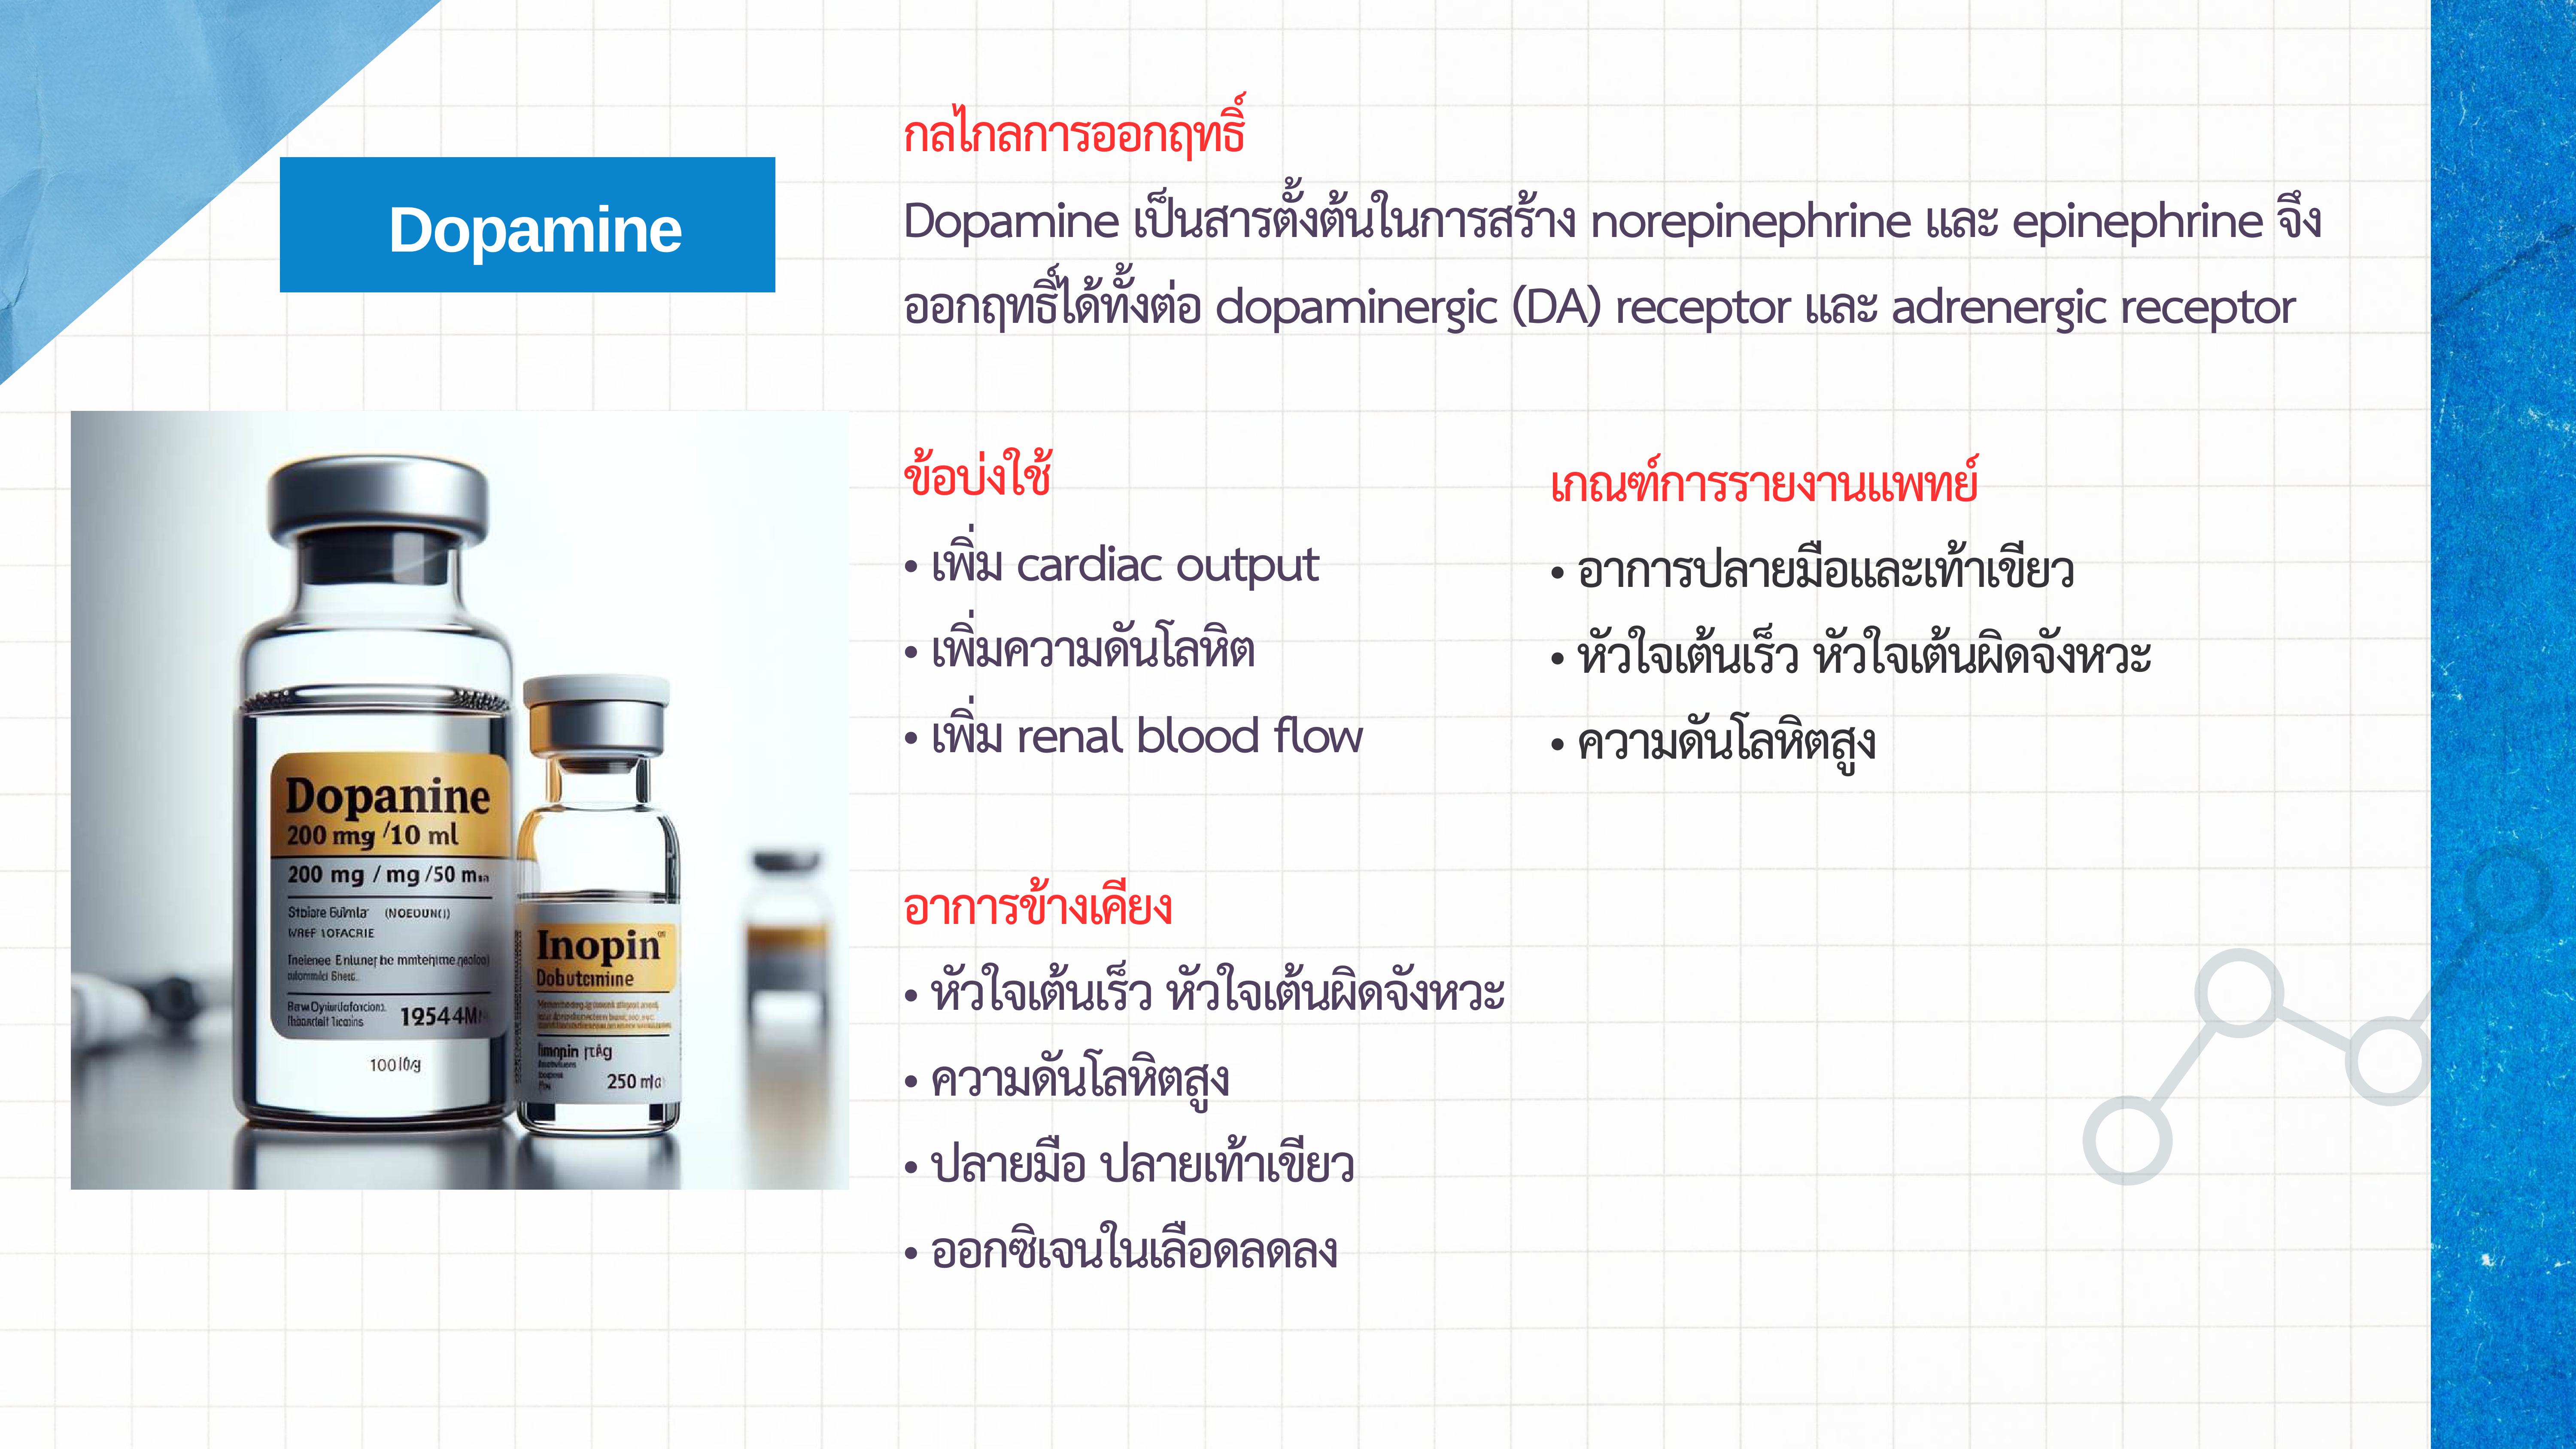 Dopamine
กลไกลการออกฤทธิ์
Dopamine เป็นสารตั้งต้นในการสร้าง norepinephrine และ epinephrine จึง
ออกฤทธิ์ได้ทั้งต่อ dopaminergic (DA) receptor และ adrenergic receptor
ข้อบ่งใช้
• เพิ่ม cardiac output
• เพิ่มความดันโลหิต
• เพิ่ม renal blood flow
เกณฑ์การรายงานแพทย์
• อาการปลายมือและเท้าเขียว
• หัวใจเต้นเร็ว หัวใจเต้นผิดจังหวะ
• ความดันโลหิตสูง
อาการข้างเคียง
• หัวใจเต้นเร็ว หัวใจเต้นผิดจังหวะ
• ความดันโลหิตสูง
• ปลายมือ ปลายเท้าเขียว
• ออกซิเจนในเลือดลดลง
Dopanine
200 mg /10 ml
200 mg / mg /50
Inopin
250